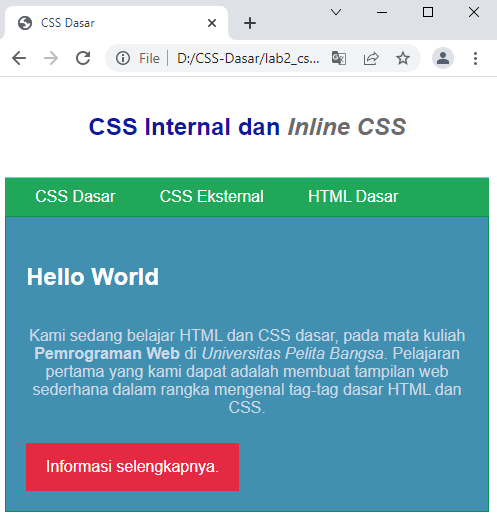 CSS Dasar
File | D:/CSS-Dasar/lab2_cs...
CSS Internal dan Inline CSS
CSS Dasar CSS Eksternal HTML Dasar
Hello World
Kami sedang belajar HTML dan CSS dasar, pada mata kuliah
Pemrograman Web di Universitas Pelita Bangsa. Pelajaran
pertama yang kami dapat adalah membuat tampilan web
sederhana dalam rangka mengenal tag-tag dasar HTML dan
CSS.
Informasi selengkapnya.